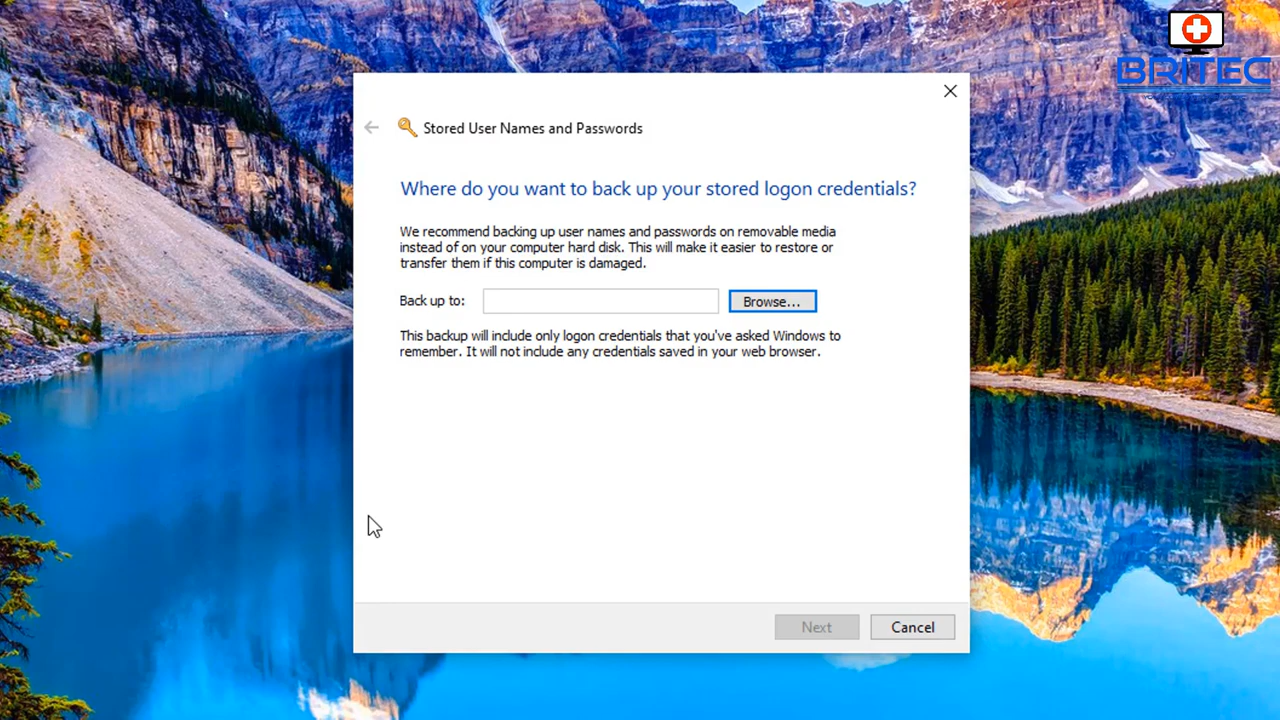 BRITEC
Stored User Names and Passwords
Where do you want to back up your stored logon credentials?
We recommend backing up user names and passwords on removable media
instead of on your computer hard disk. This will make it easier to restore or
transfer them if this computer is damaged.
Back up to:
Browse...
This backup will include only logon credentials that you've asked Windows to
remember. It will not include any credentials saved in your web browser.
Next
Cancel